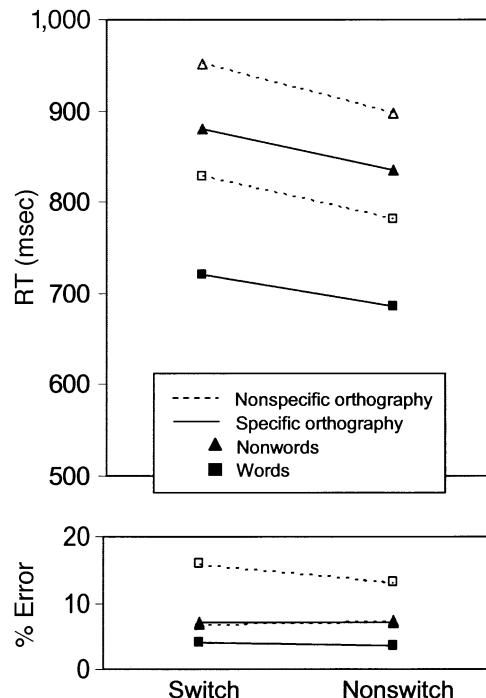 1,000
900
800
700
600
500
RT (msec)
Nonspecific orthography
Specific orthography
Nonwords
Words
20
10
0
% Error
Switch Nonswitch